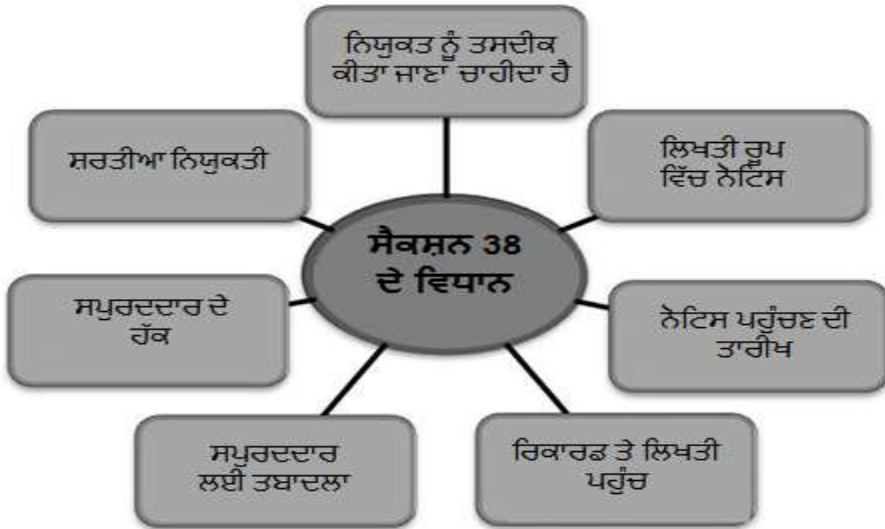 ਨਿਯੁਕਤ ਨੂੰ ਤਸਦੀਕ
ਕੀਤਾ ਜਾਣਾ ਚਾਹੀਦਾ ਹੈ
ਲਿਖਤੀ ਰੂਪ
ਵਿੱਚ ਨੋਟਿਸ
ਨੋਟਿਸ ਪਹੁੰਚਣ ਦੀ
ਤਾਰੀਖ
ਰਿਕਾਰਡ ਤੇ ਲਿਖਤੀ
ਪਹੁੰਚ
ਸਪੁਰਦਦਾਰ
ਲਈ ਤਬਾਦਲਾ
ਸਪੁਰਦਦਾਰ ਦੇ
ਹੱਕ
ਸ਼ਰਤੀਆ ਨਿਯੁਕਤੀ
ਸੈਕਸ਼ਨ 38
ਦੇ ਵਿਧਾਨ